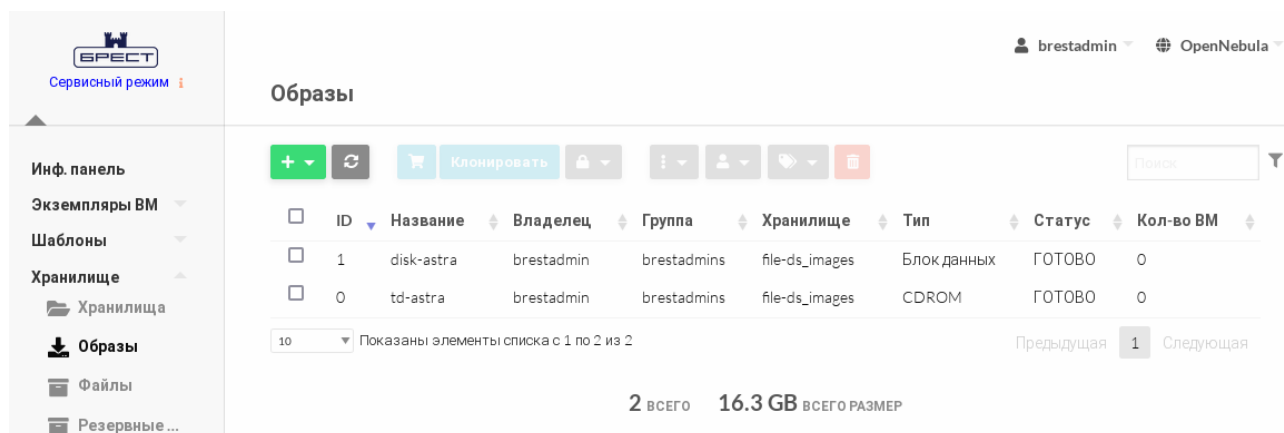 БРЕСТ
Сервисный режим i
brestadmin
OpenNebula
Образы
Инф. панель
Экземпляры ВМ
Шаблоны
Хранилище
Хранилища
Образы
Файлы
Резервные ...
Клонировать
Поиск
ID Название Владелец Группа Хранилище Тип Статус Кол-во ВМ
1 disk-astra brestadmin brestadmins file-ds_images Блок данных ГОТОВО 0
0 td-astra brestadmin brestadmins file-ds_images CDROM ГОТОВО 0
10 Показаны элементы списка с 1 по 2 из 2
Предыдущая 1 Следующая
2 ВСЕГО 16.3 GB ВСЕГО РАЗМЕР